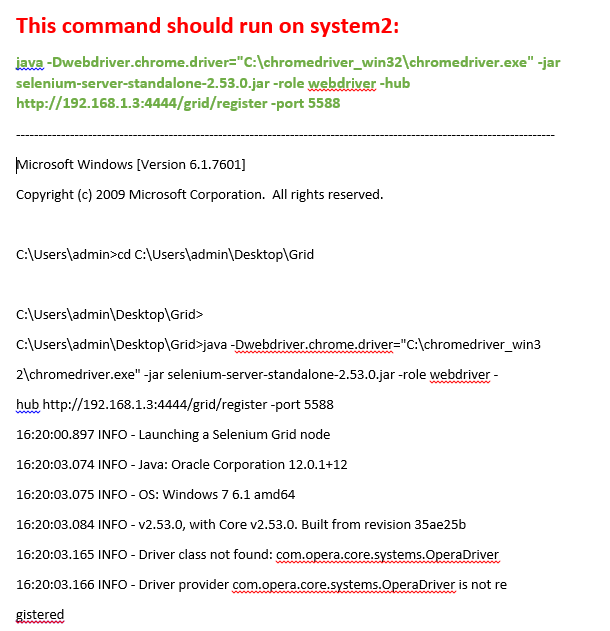 This command should run on system2:
java -Dwebdriver.chrome.driver="C:\chromedriver_win32\chromedriver.exe" -jar
selenium-server-standalone-2.53.0.jar -role webdriver -hub
http://192.168.1.3:4444/grid/register -port 5588
------------------------------------------------------------------------------------------------------------
Microsoft Windows [Version 6.1.7601]
Copyright (c) 2009 Microsoft Corporation.  All rights reserved.
C:\Users\admin>cd C:\Users\admin\Desktop\Grid
C:\Users\admin\Desktop\Grid>
C:\Users\admin\Desktop\Grid>java -Dwebdriver.chrome.driver="C:\chromedriver_win3
2\chromedriver.exe" -jar selenium-server-standalone-2.53.0.jar -role webdriver -
hub http://192.168.1.3:4444/grid/register -port 5588
16:20:00.897 INFO - Launching a Selenium Grid node
16:20:03.074 INFO - Java: Oracle Corporation 12.0.1+12
16:20:03.075 INFO - OS: Windows 7 6.1 amd64
16:20:03.084 INFO - v2.53.0, with Core v2.53.0. Built from revision 35ae25b
16:20:03.165 INFO - Driver class not found: com.opera.core.systems.OperaDriver
16:20:03.166 INFO - Driver provider com.opera.core.systems.OperaDriver is not re
gistered